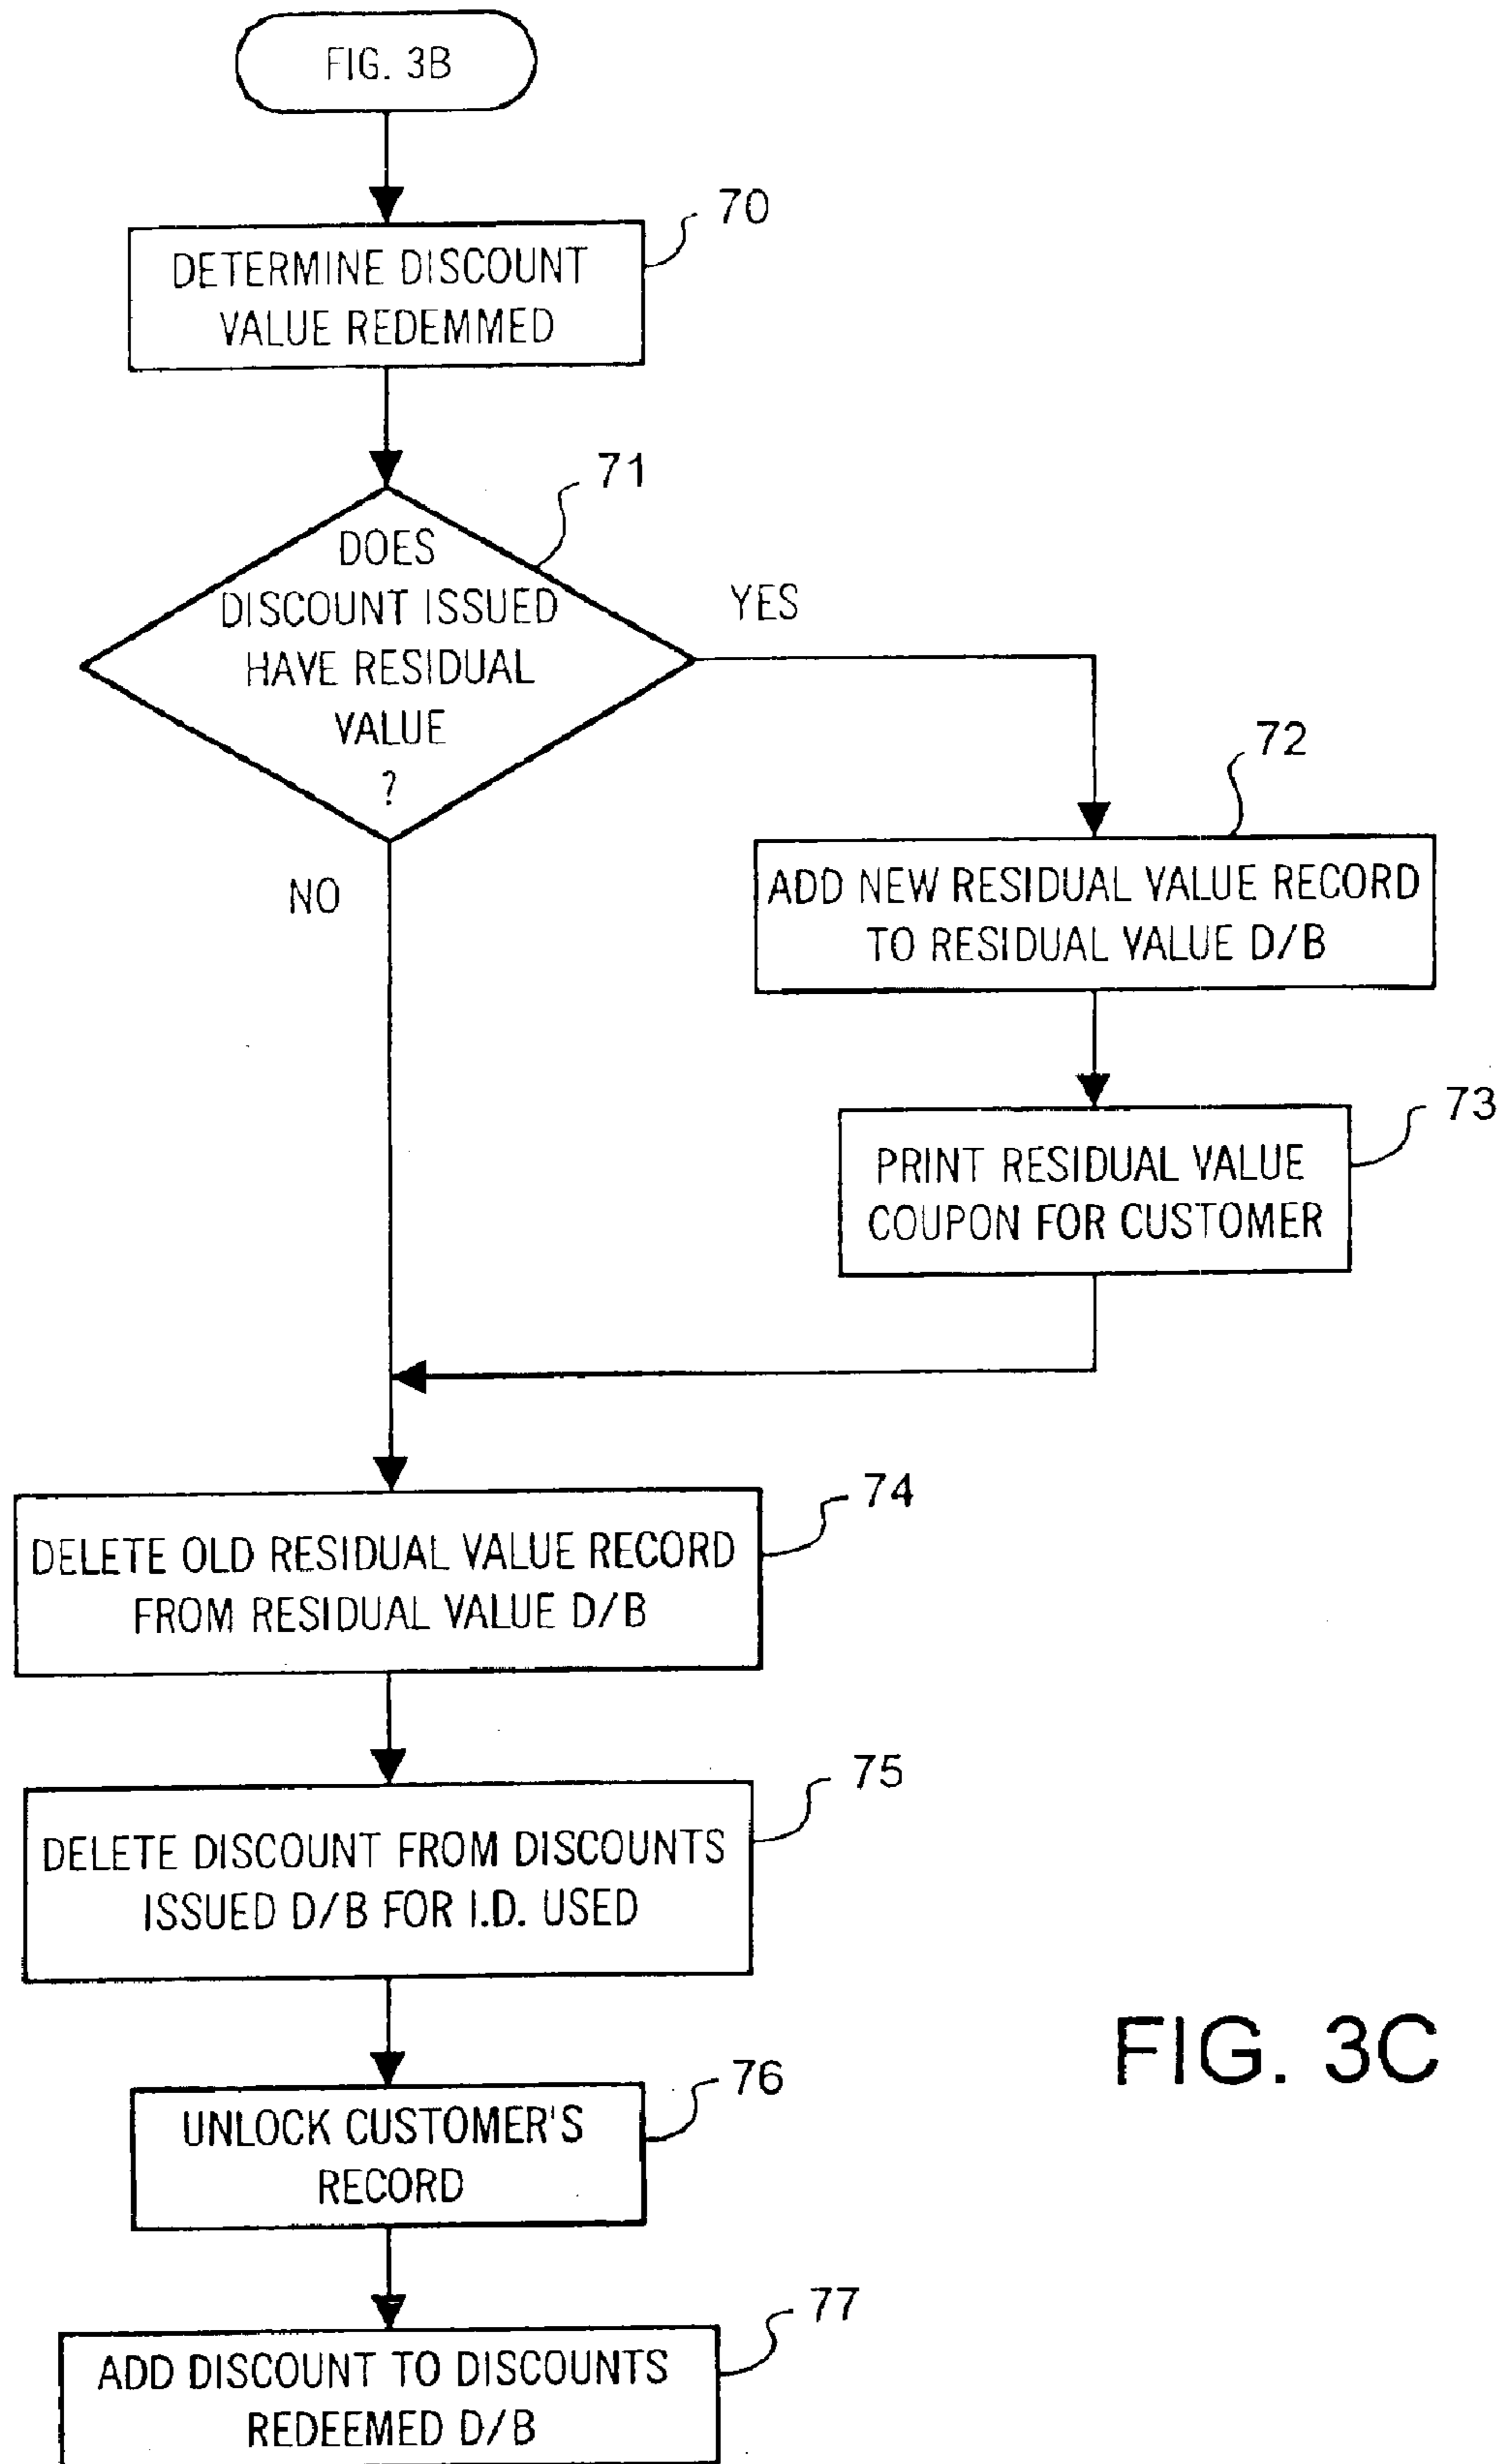 FIG. 3B
70
DETERMINE DISCOUNT
VALUE REDEMMED
71
DOES
DISCOUNT ISSUED
HAVE RESIDUAL
VALUE
?
YES
NO
72
ADD NEW RESIDUAL VALUE RECORD
TO RESIDUAL VALUE D/B
73
PRINT RESIDUAL VALUE
COUPON FOR CUSTOMER
74
DELETE OLD RESIDUAL VALUE RECORD
FROM RESIDUAL VALUE D/B
75
DELETE DISCOUNT FROM DISCOUNTS
ISSUED D/B FOR I.D. USED
76
UNLOCK CUSTOMER'S
RECORD
77
ADD DISCOUNT TO DISCOUNTS
REDEEMED D/B
FIG. 3C